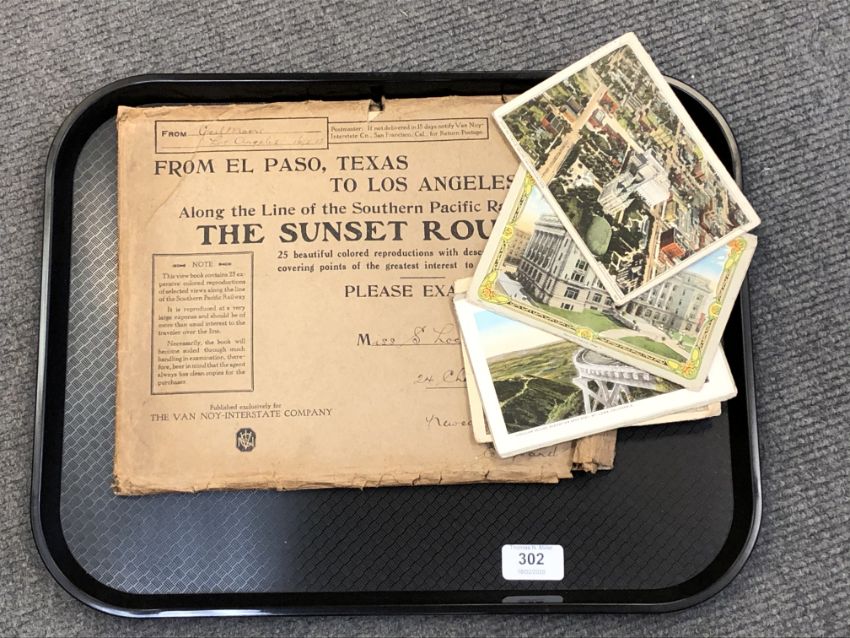 FROM
Los Angeles
Postmaster: If not delivered in 15 days notify Van Noy-
Interstate Co., San Francisco, Cal., for Return Postage.
FROM EL PASO, TEXAS
TO LOS ANGELES
Along the Line of the Southern Pacific Ra
THE SUNSET ROU
25 beautiful colored reproductions with desc
covering points of the greatest interest to
PLEASE EXA
NOTE
This view book contains 25 ex-
pensive colored reproductions
of selected views along the line
of the Southern Pacific Railway
It is reproduced at a very
large expense and should be of
more than usual interest to the
traveler over the line.
Necessarily, the book will
become soiled through much
handling in examination, there-
fore, bear in mind that the agent
always has clean copies for the
purchaser.
Miss S
24
Published exclusively for
THE VAN NOY-INTERSTATE COMPANY
Thomas N. Miller
302